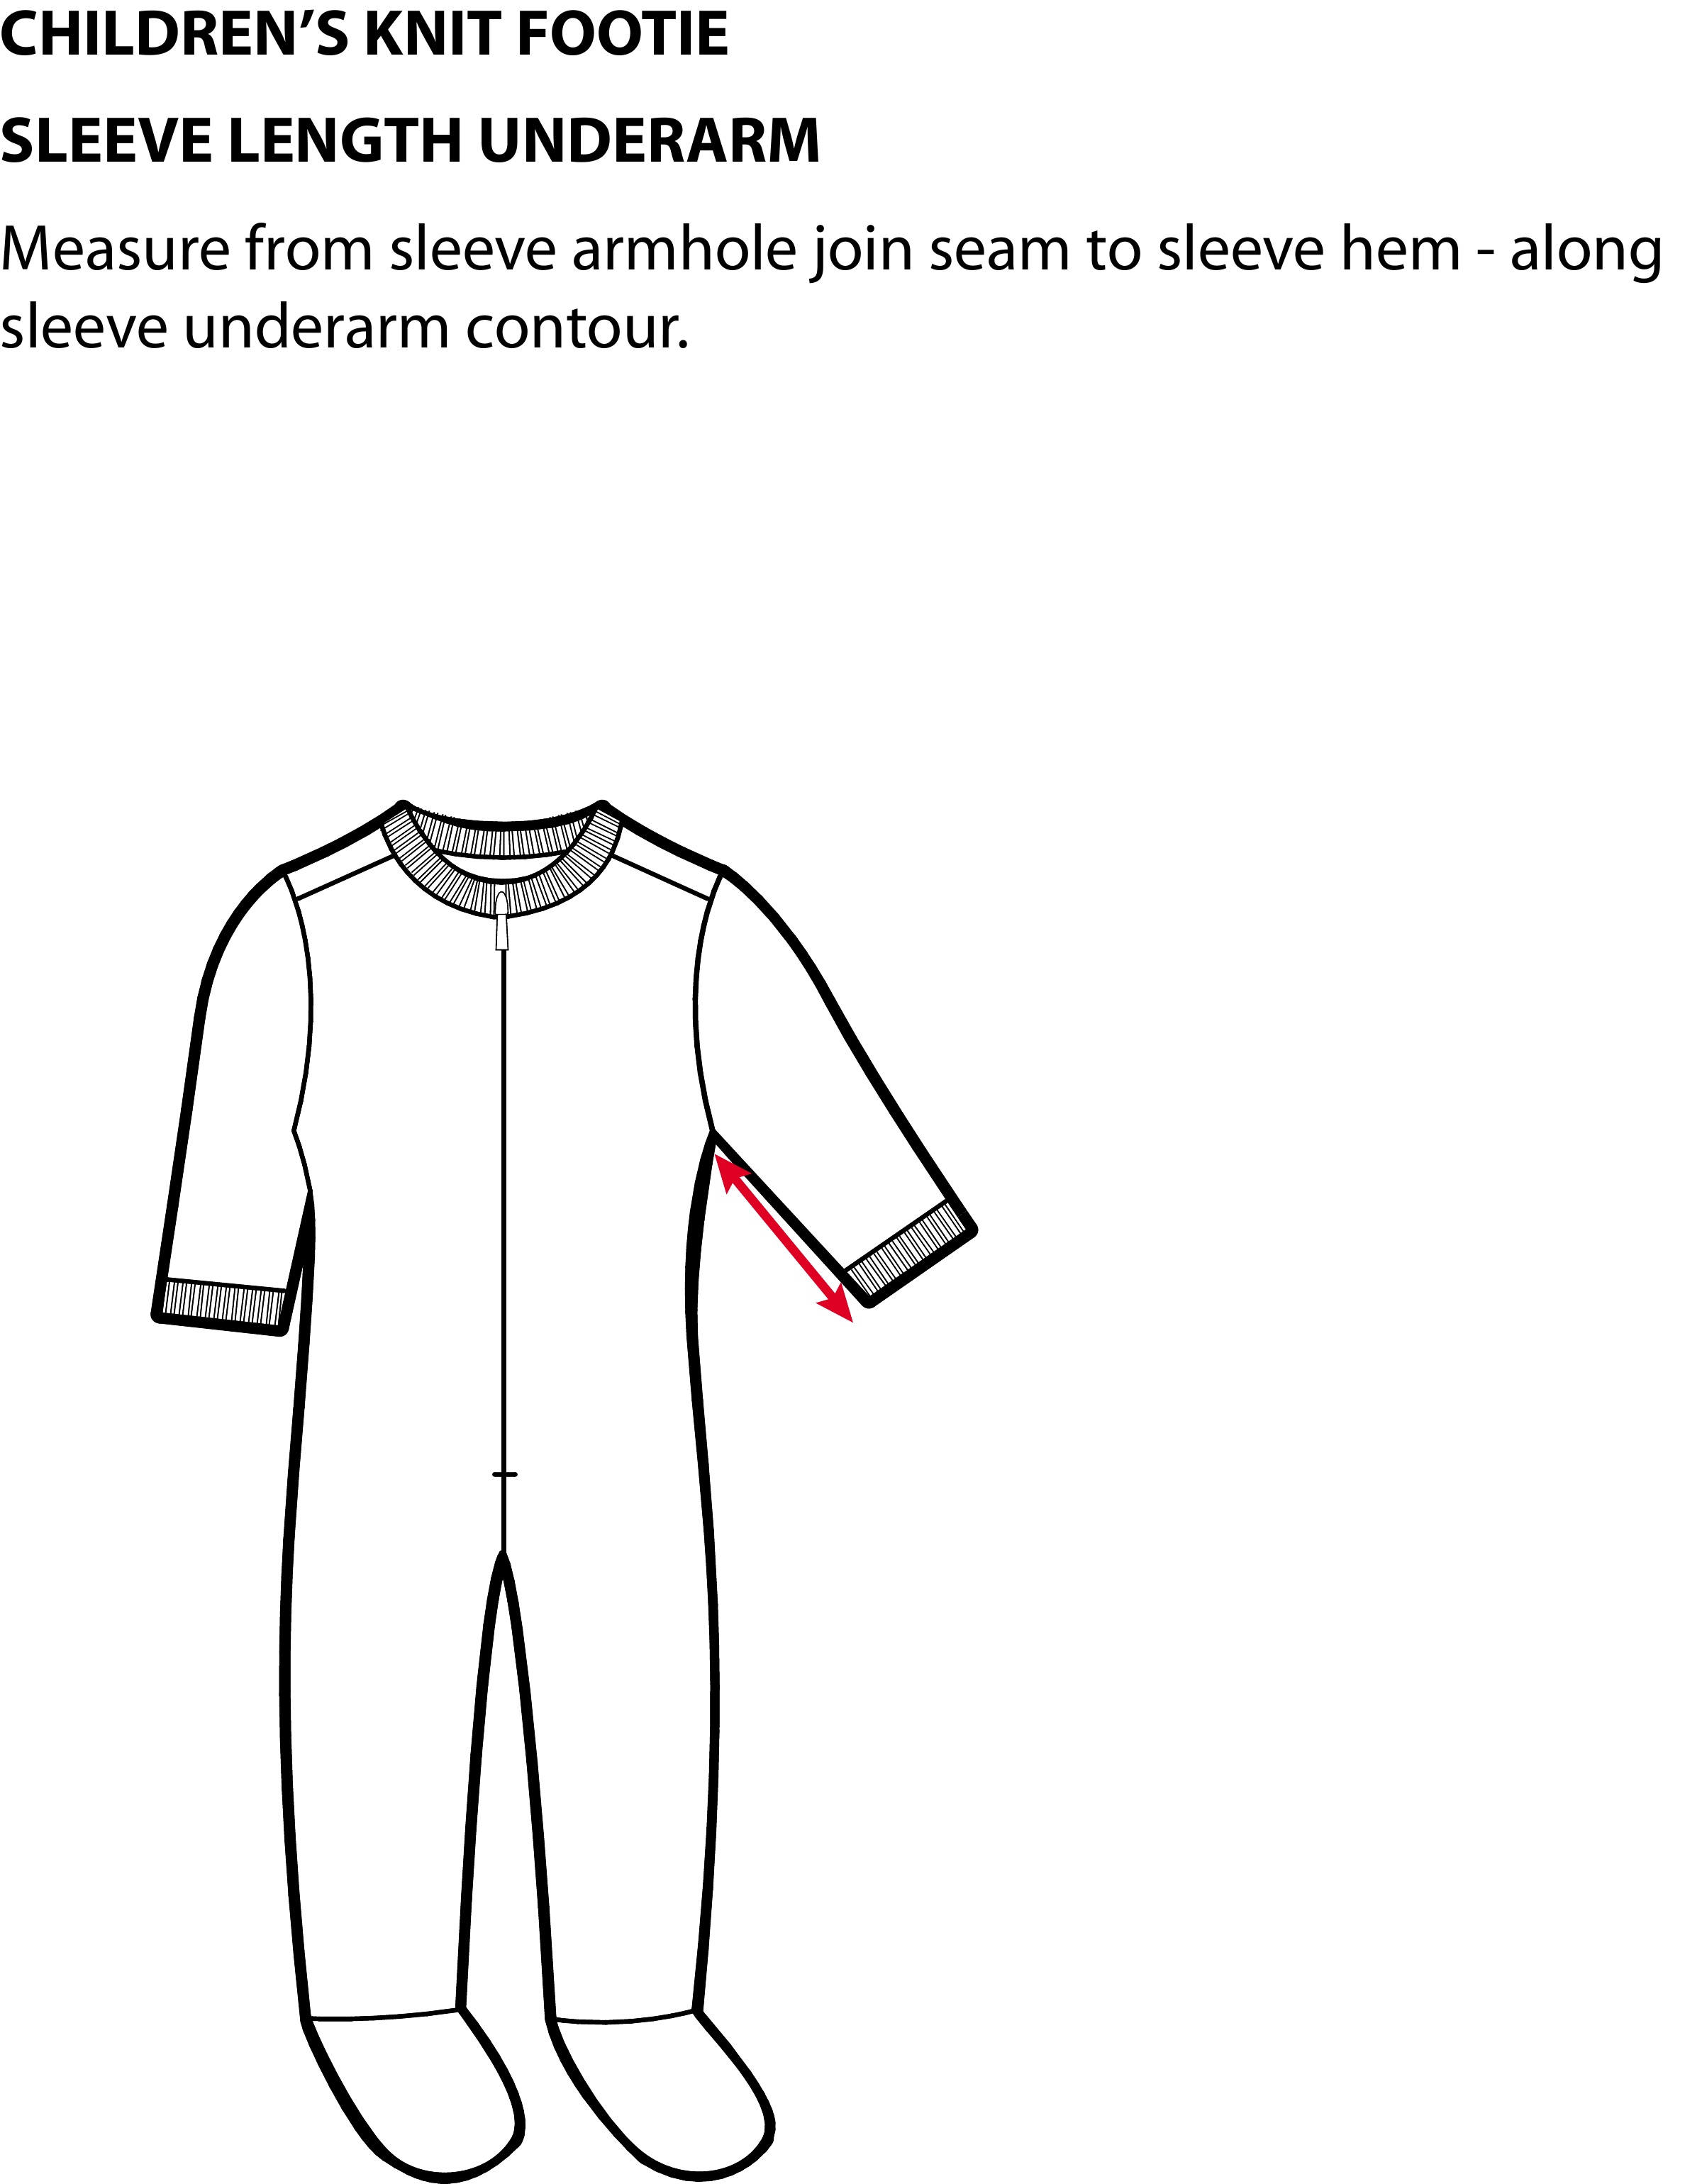 CHILDREN’S KNIT FOOTIE
SLEEVE LENGTH UNDERARM
Measure from sleeve armhole join seam to sleeve hem - along
sleeve underarm contour.